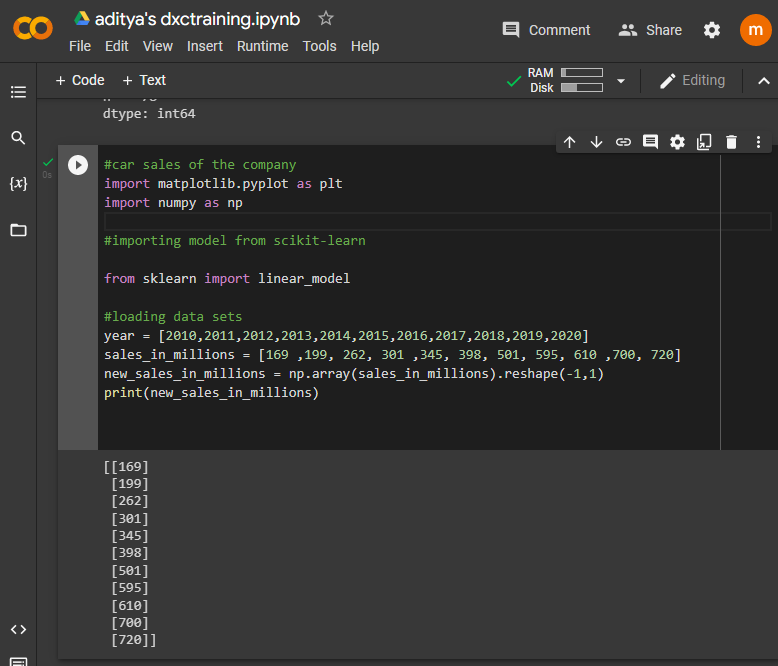 aditya's dxctraining.ipynb
Comment
Share
m
File Edit View Insert Runtime Tools Help
+ Code + Text
RAM
Disk
Editing
dtype: int64
{x}
0s
#car sales of the company
import matplotlib.pyplot as plt
import numpy as np
#importing model from scikit-learn
from sklearn import linear_model
#loading data sets
year = [2010,2011,2012,2013,2014,2015,2016,2017,2018,2019,2020]
sales_in_millions = [169 ,199, 262, 301 ,345, 398, 501, 595, 610 ,700, 720]
new_sales_in_millions = np.array(sales_in_millions).reshape(-1,1)
print(new_sales_in_millions)
[[169]
[199]
[262]
[301]
[345]
[398]
[501]
[595]
[610]
[700]
[720]]